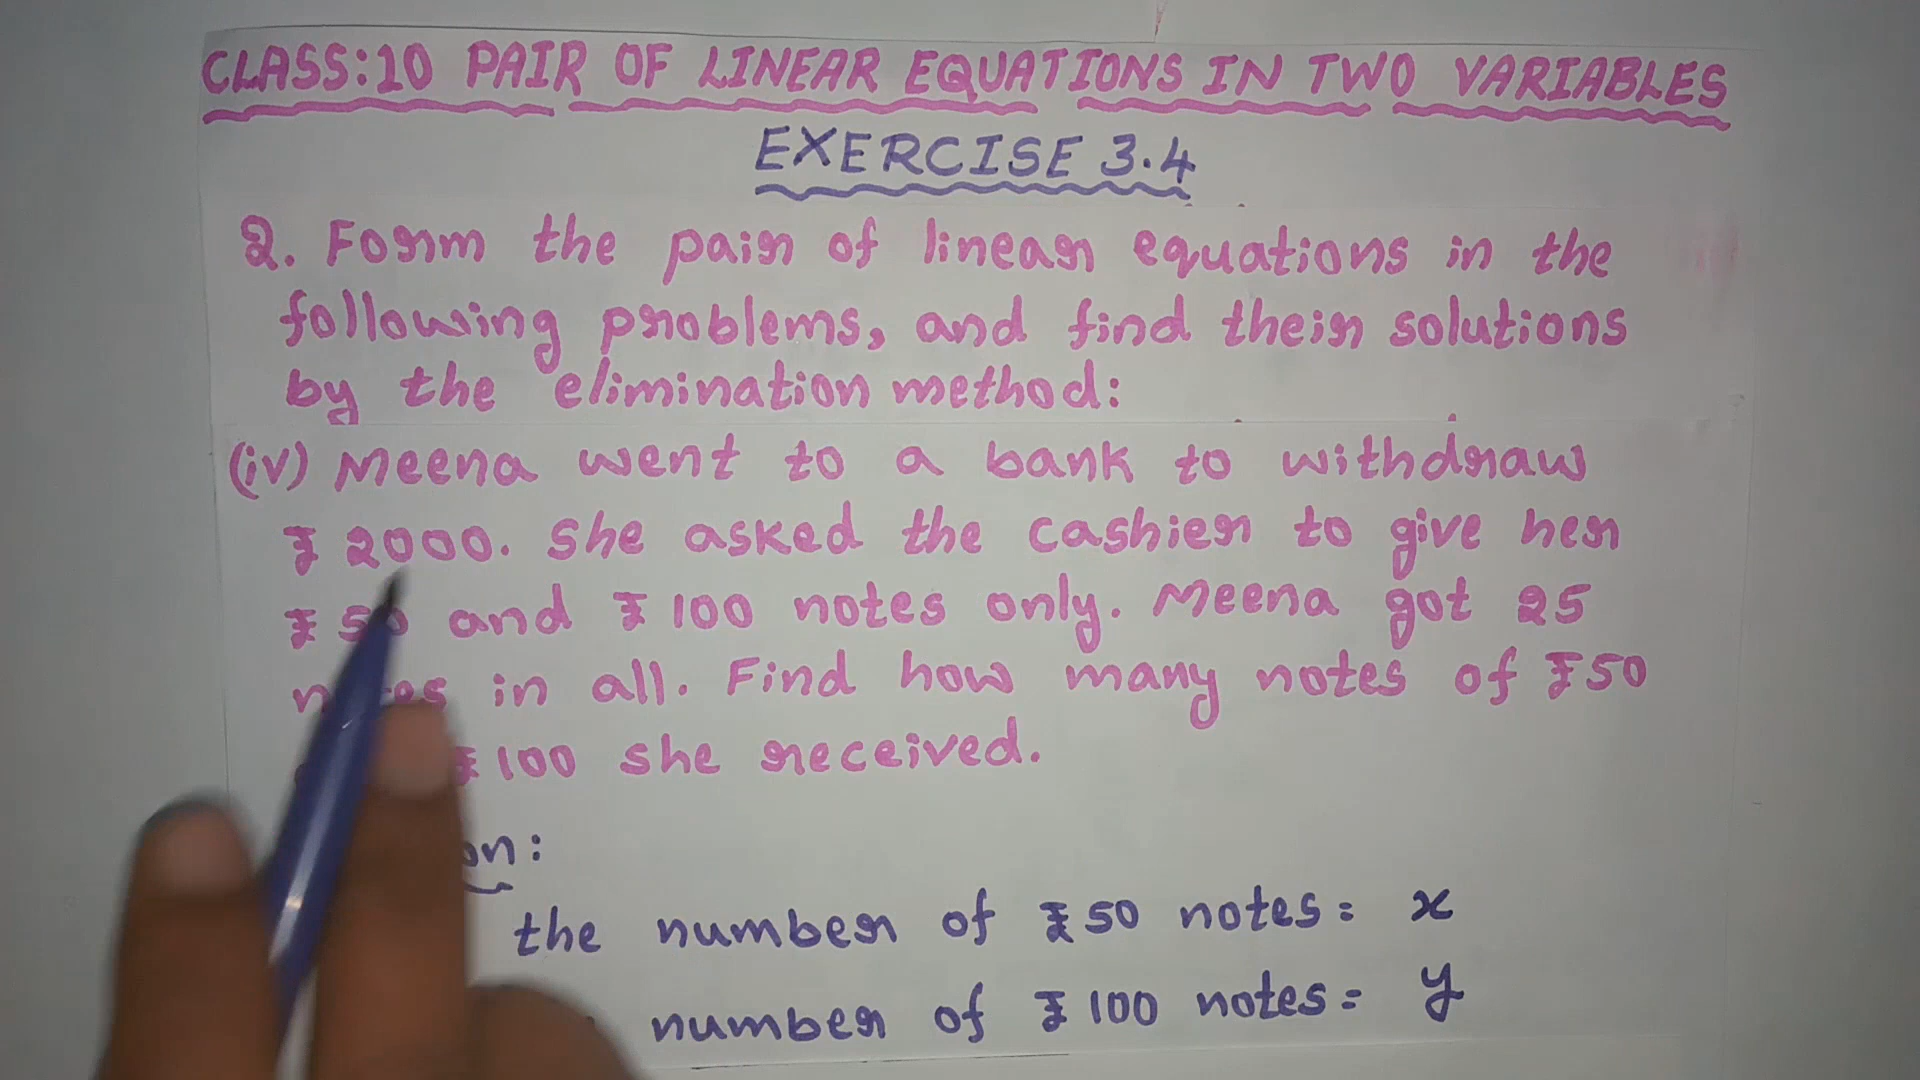 CLASS:10 PAIR OF LINEAR EQUATIONS IN TWO VARIABLES
EXERCISE 3.4
2. Form the pair of linear equations in the
following problems, and find their solutions
by the elimination method:
(iv) Meena went to a bank to withdraw
₹ 2000. She asked the cashier to give her
₹ 50 and ₹ 100 notes only. Meena got 25
notes in all. Find how many notes of ₹50
₹100 she received.
the number of ₹50 notes = x
number of ₹100 notes = y